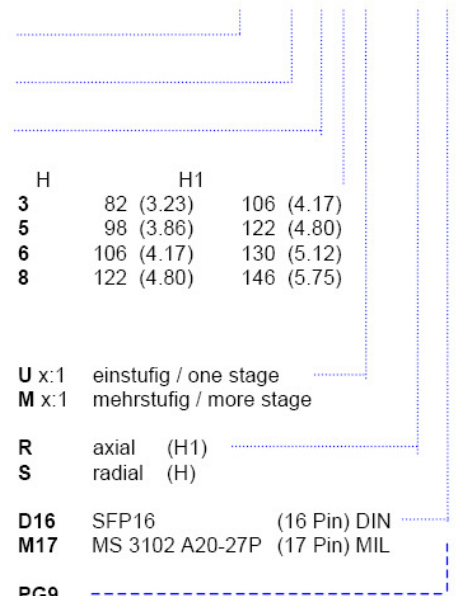 H H1
3 82 (3.23) 106 (4.17)
5 98 (3.86) 122 (4.80)
6 106 (4.17) 130 (5.12)
8 122 (4.80) 146 (5.75)
U x:1 einstufig / one stage
M x:1 mehrstufig / more stage
R axial (H1)
S radial (H)
D16 SFP16 (16 Pin) DIN
M17 MS 3102 A20-27P (17 Pin) MIL
PG9